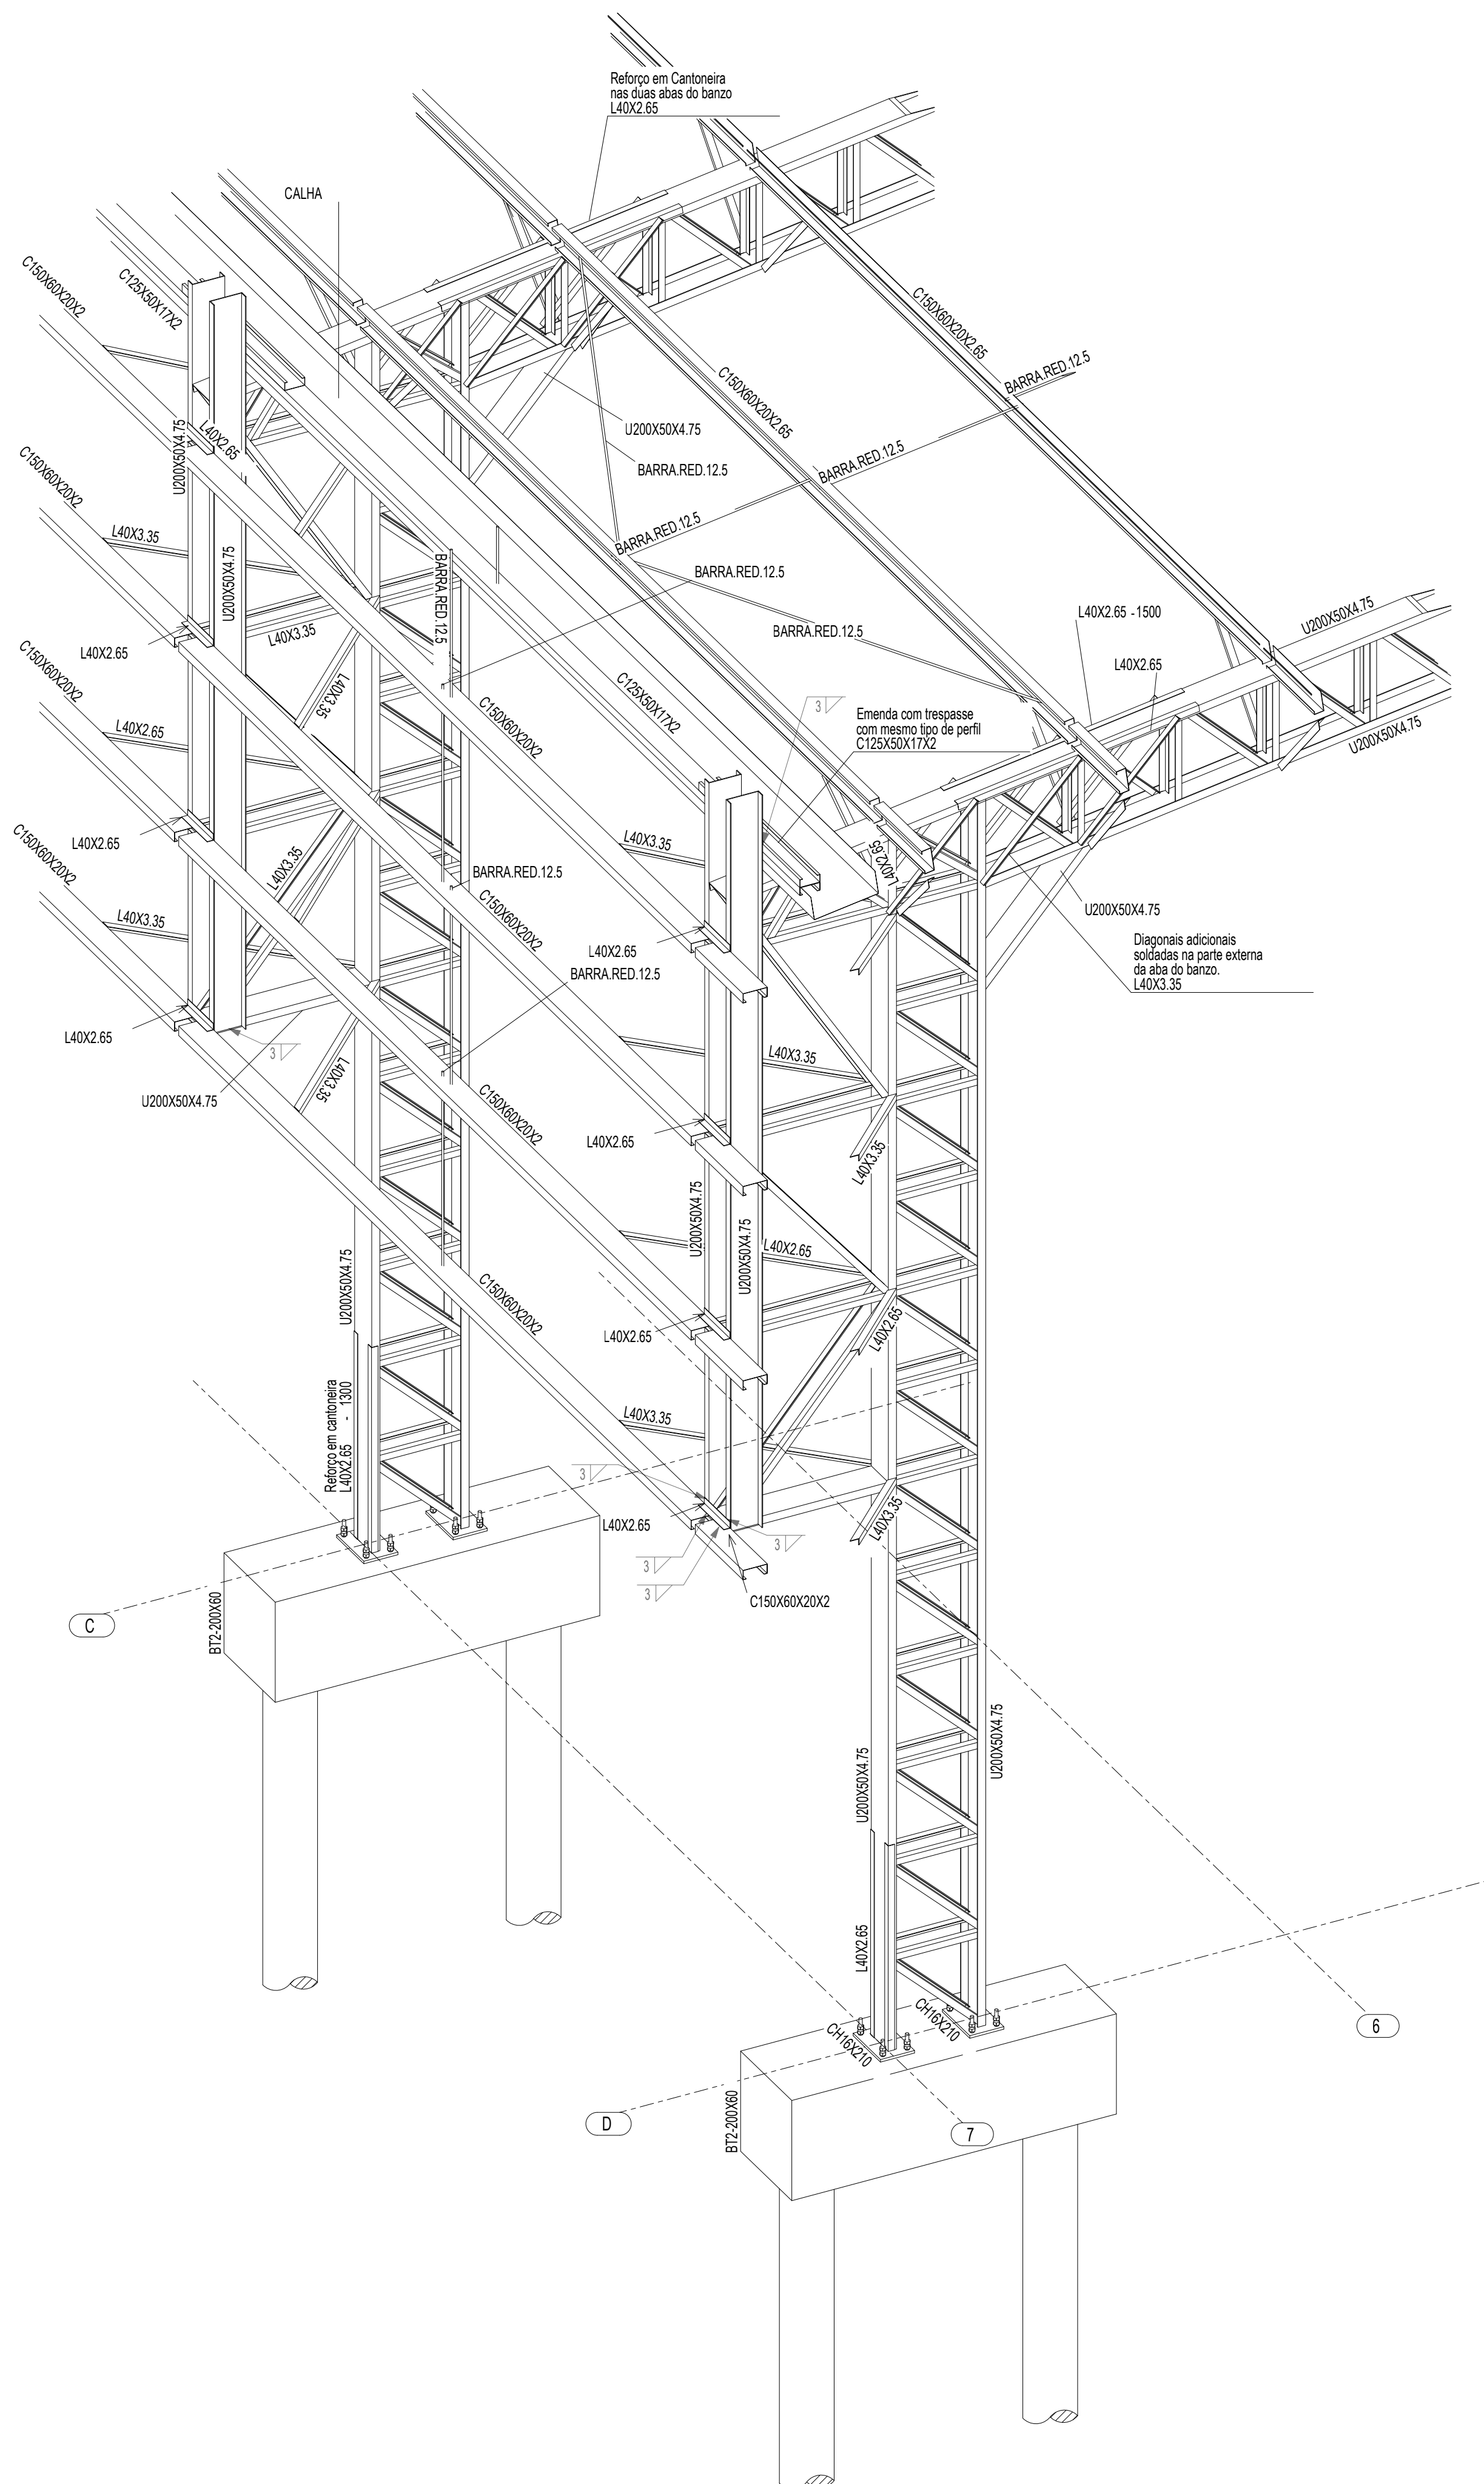 Reforço em Cantoneira
nas duas abas do banzo
L40X2.65
CALHA
C150X60X20X2
C125X50X17X2
C150X60X20X2.65
BARRA.RED.12.5
C150X60X20X2.65
U200X50X4.75
L40X2.65
U200X50X4.75
BARRA.RED.12.5
BARRA.RED.12.5
C150X60X20X2
L40X3.35
BARRA.RED.12.5
U200X50X4.75
BARRA.RED.12.5
BARRA.RED.12.5
L40X2.65 -1500
U200X50X4.75
BARRA.RED.12.5
L40X3.35
L40X2.65
L40X2.65
C150X60X20X2
L40X3.35
C125X50X17X2
3
Emenda com trespasse
com mesmo tipo de perfil
C125X50X17X2
U200X50X4.75
L40X2.65
C150X60X20X2
L40X2.65
C150X60X20X2
L40X3.35
L40X2.65
L40X3.35
BARRA.RED.12.5
L40X3.35
C150X60X20X2
U200X50X4.75
L40X2.65
BARRA.RED.12.5
Diagonais adicionais
soldadas na parte externa
da aba do banzo.
L40X3.35
L40X2.65
3
L40X3.35
U200X50X4.75
L40X3.35
C150X60X20X2
L40X2.65
L40X3.35
U200X50X4.75
U200X50X4.75
L40X2.65
U200X50X4.75
C150X60X20X2
L40X2.65
L40X2.65
Reforço em cantoneira
L40X2.65 - 1300
L40X3.35
3
L40X2.65
L40X3.35
3
3
3
C150X60X20X2
BT2-200X60
C
U200X50X4.75
U200X50X4.75
L40X2.65
CH16X210
CH16X210
6
D
BT2-200X60
7